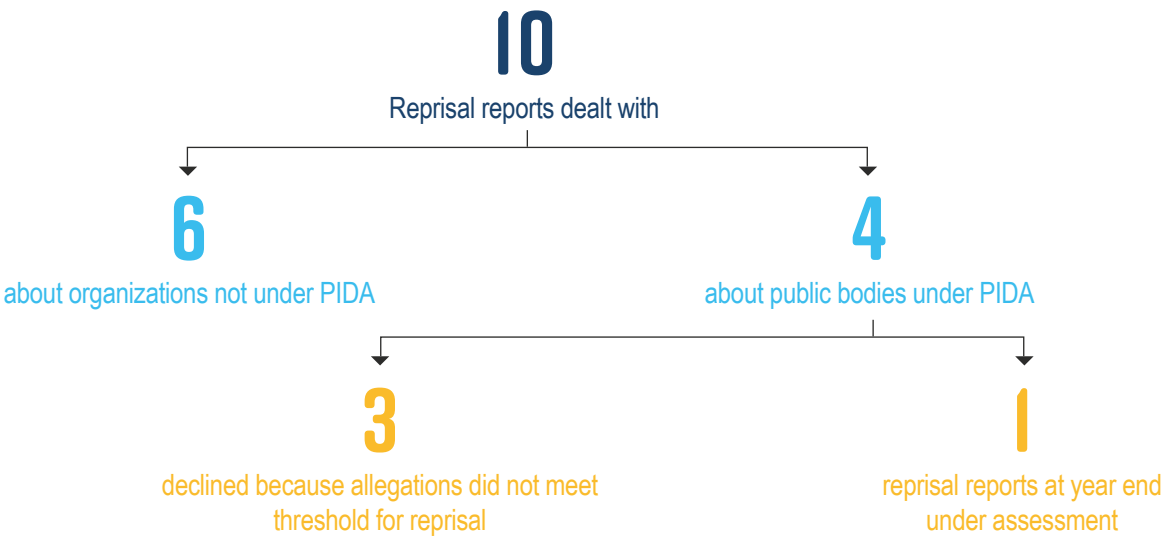 10
Reprisal reports dealt with
6
about organizations not under PIDA
4
about public bodies under PIDA
3
declined because allegations did not meet
threshold for reprisal
1
reprisal reports at year end
under assessment